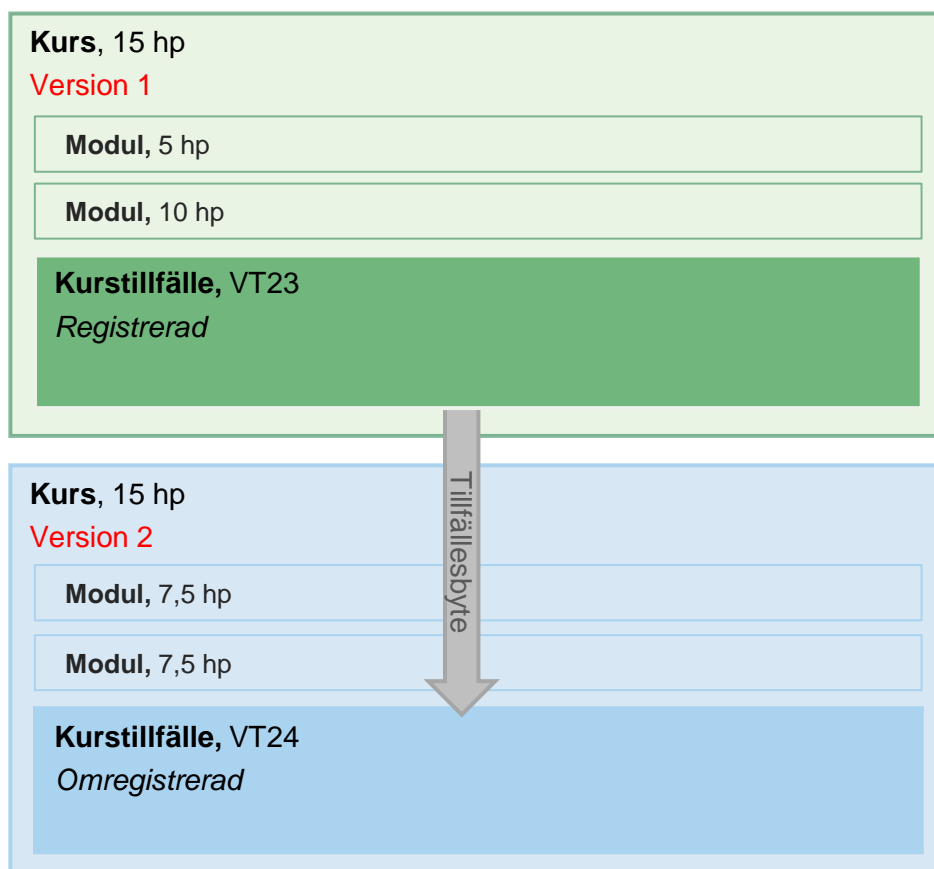 Kurs, 15 hp
Version 1
Modul, 5 hp
Modul, 10 hp
Kurstillfälle, VT23
Registrerad
Tillfällesbyte
Kurs, 15 hp
Version 2
Modul, 7,5 hp
Modul, 7,5 hp
Kurstillfälle, VT24
Omregistrerad